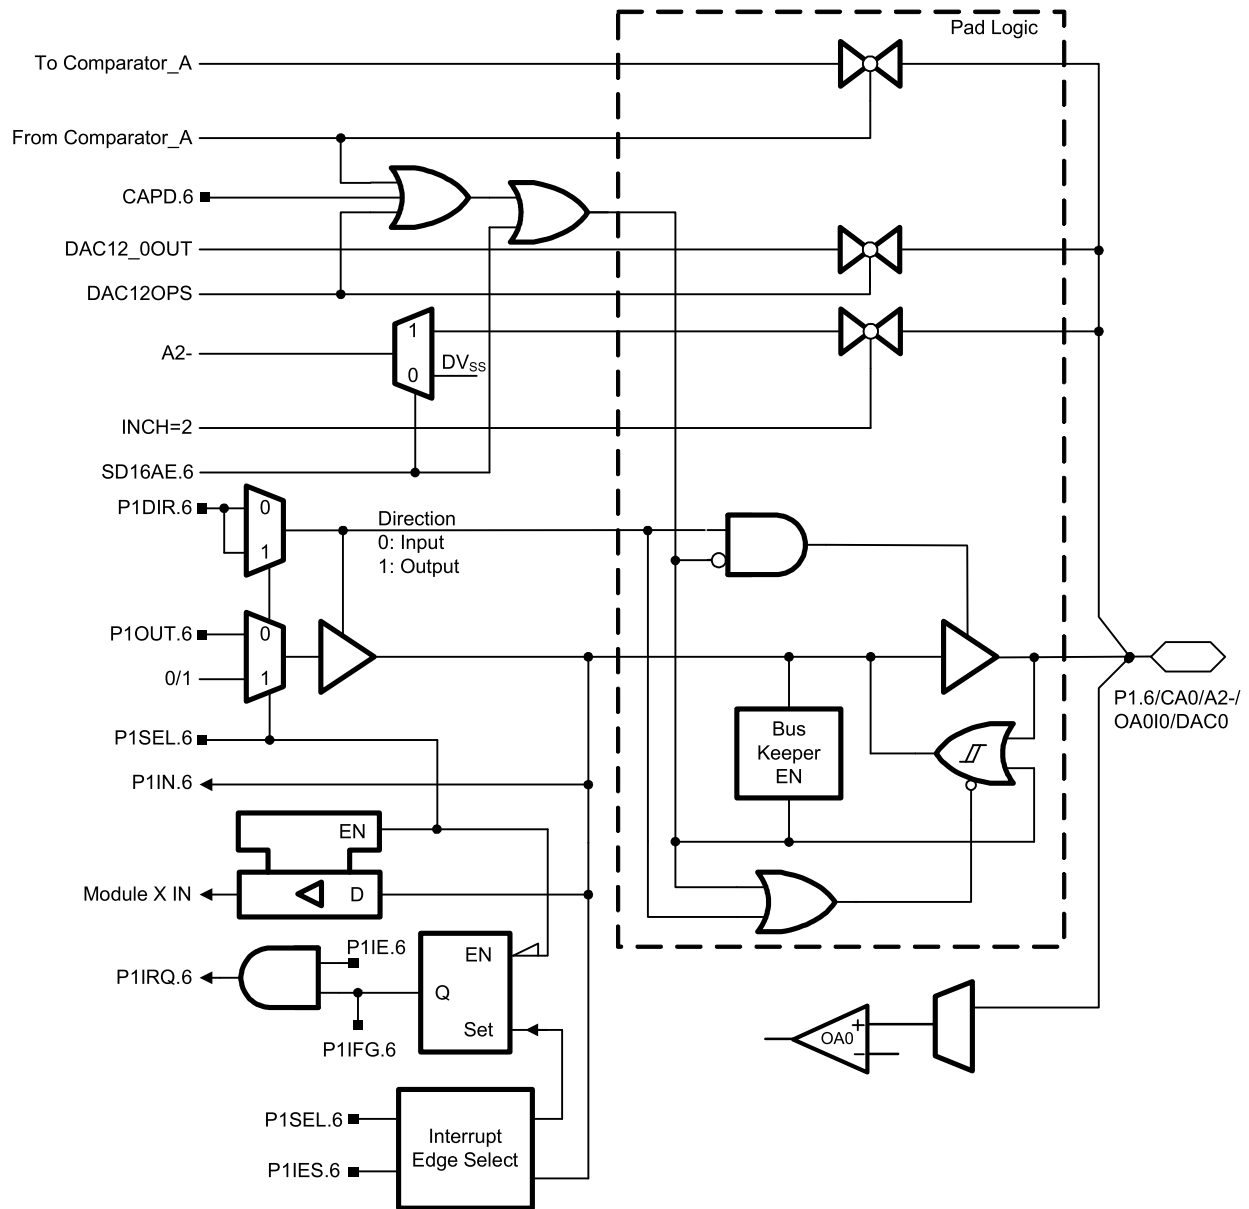 Pad Logic
To Comparator_A
From Comparator_A
CAPD.6
DAC12_0OUT
DAC12OPS
1
A2-
0
DVSS
INCH=2
SD16AE.6
P1DIR.6
0
1
Direction
0: Input
1: Output
P1OUT.6
0
0/1
1
P1SEL.6
P1.6/CA0/A2-/
OA0I0/DAC0
Bus
Keeper
EN
P1IN.6
EN
Module X IN
D
P1IE.6
EN
P1IRQ.6
Q
Set
P1IFG.6
+
OA0
−
P1SEL.6
Interrupt
Edge Select
P1IES.6